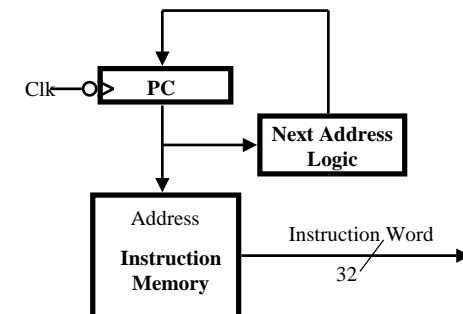 Clk
PC
Next Address
Logic
Address
Instruction
Memory
Instruction Word
32